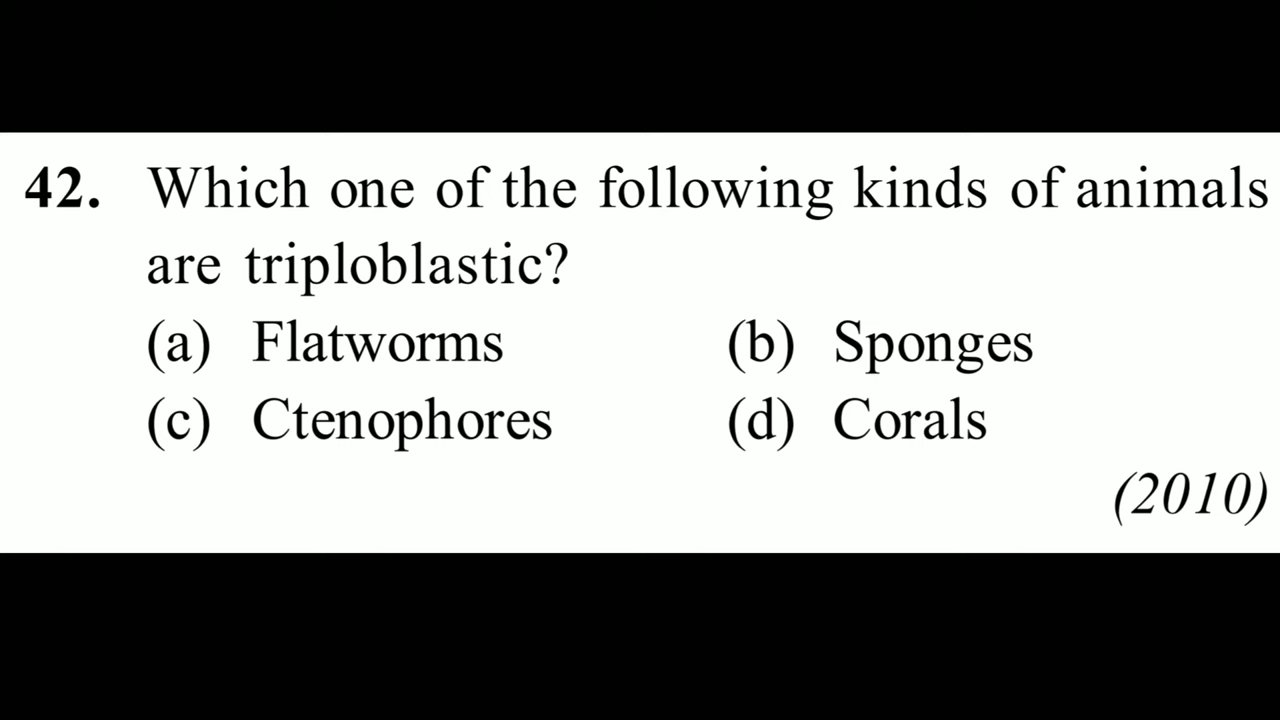 42. Which one of the following kinds of animals
are triploblastic?
(a) Flatworms (b) Sponges
(c) Ctenophores (d) Corals
(2010)